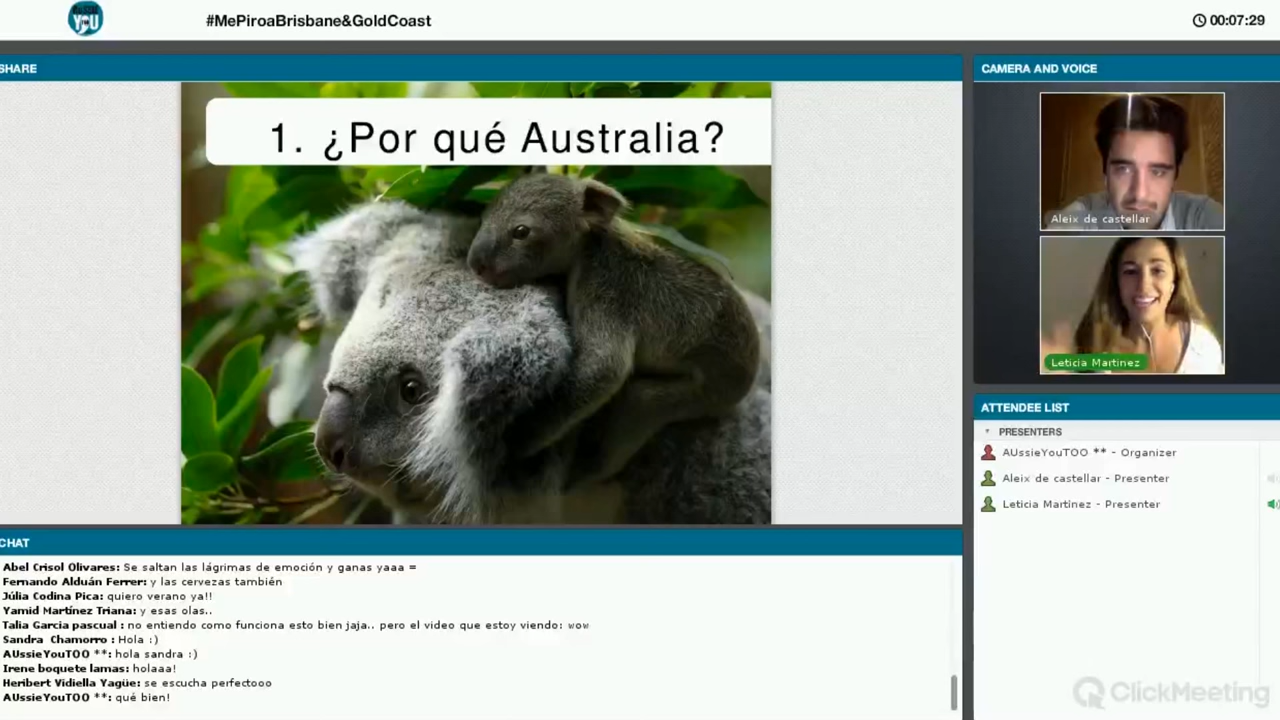 YOU
#MePiroaBrisbane&GoldCoast
00:07:29
SHARE
1. ¿Por qué Australia?
CAMERA AND VOICE
Aleix de castellar
Leticia Martinez
ATTENDEE LIST
PRESENTERS
AUssieYouTOO ** - Organizer
Aleix de castellar - Presenter
Leticia Martínez - Presenter
CHAT
Abel Crisol Olivares: Se saltan las lágrimas de emoción y ganas yaaa =
Fernando Alduán Ferrer: y las cervezas también
Júlia Codina Pica: quiero verano ya!!
Yamid Martínez Triana: y esas olas..
Talia Garcia pascual : no entiendo como funciona esto bien jaja.. pero el video que estoy viendo: wow
Sandra Chamorro : Hola :)
AUssieYouTOO **: hola sandra :)
Irene boquete lamas: holaaa!
Heribert Vidiella Yagüe: se escucha perfectooo
AUssieYouTOO **: qué bien!
ClickMeeting